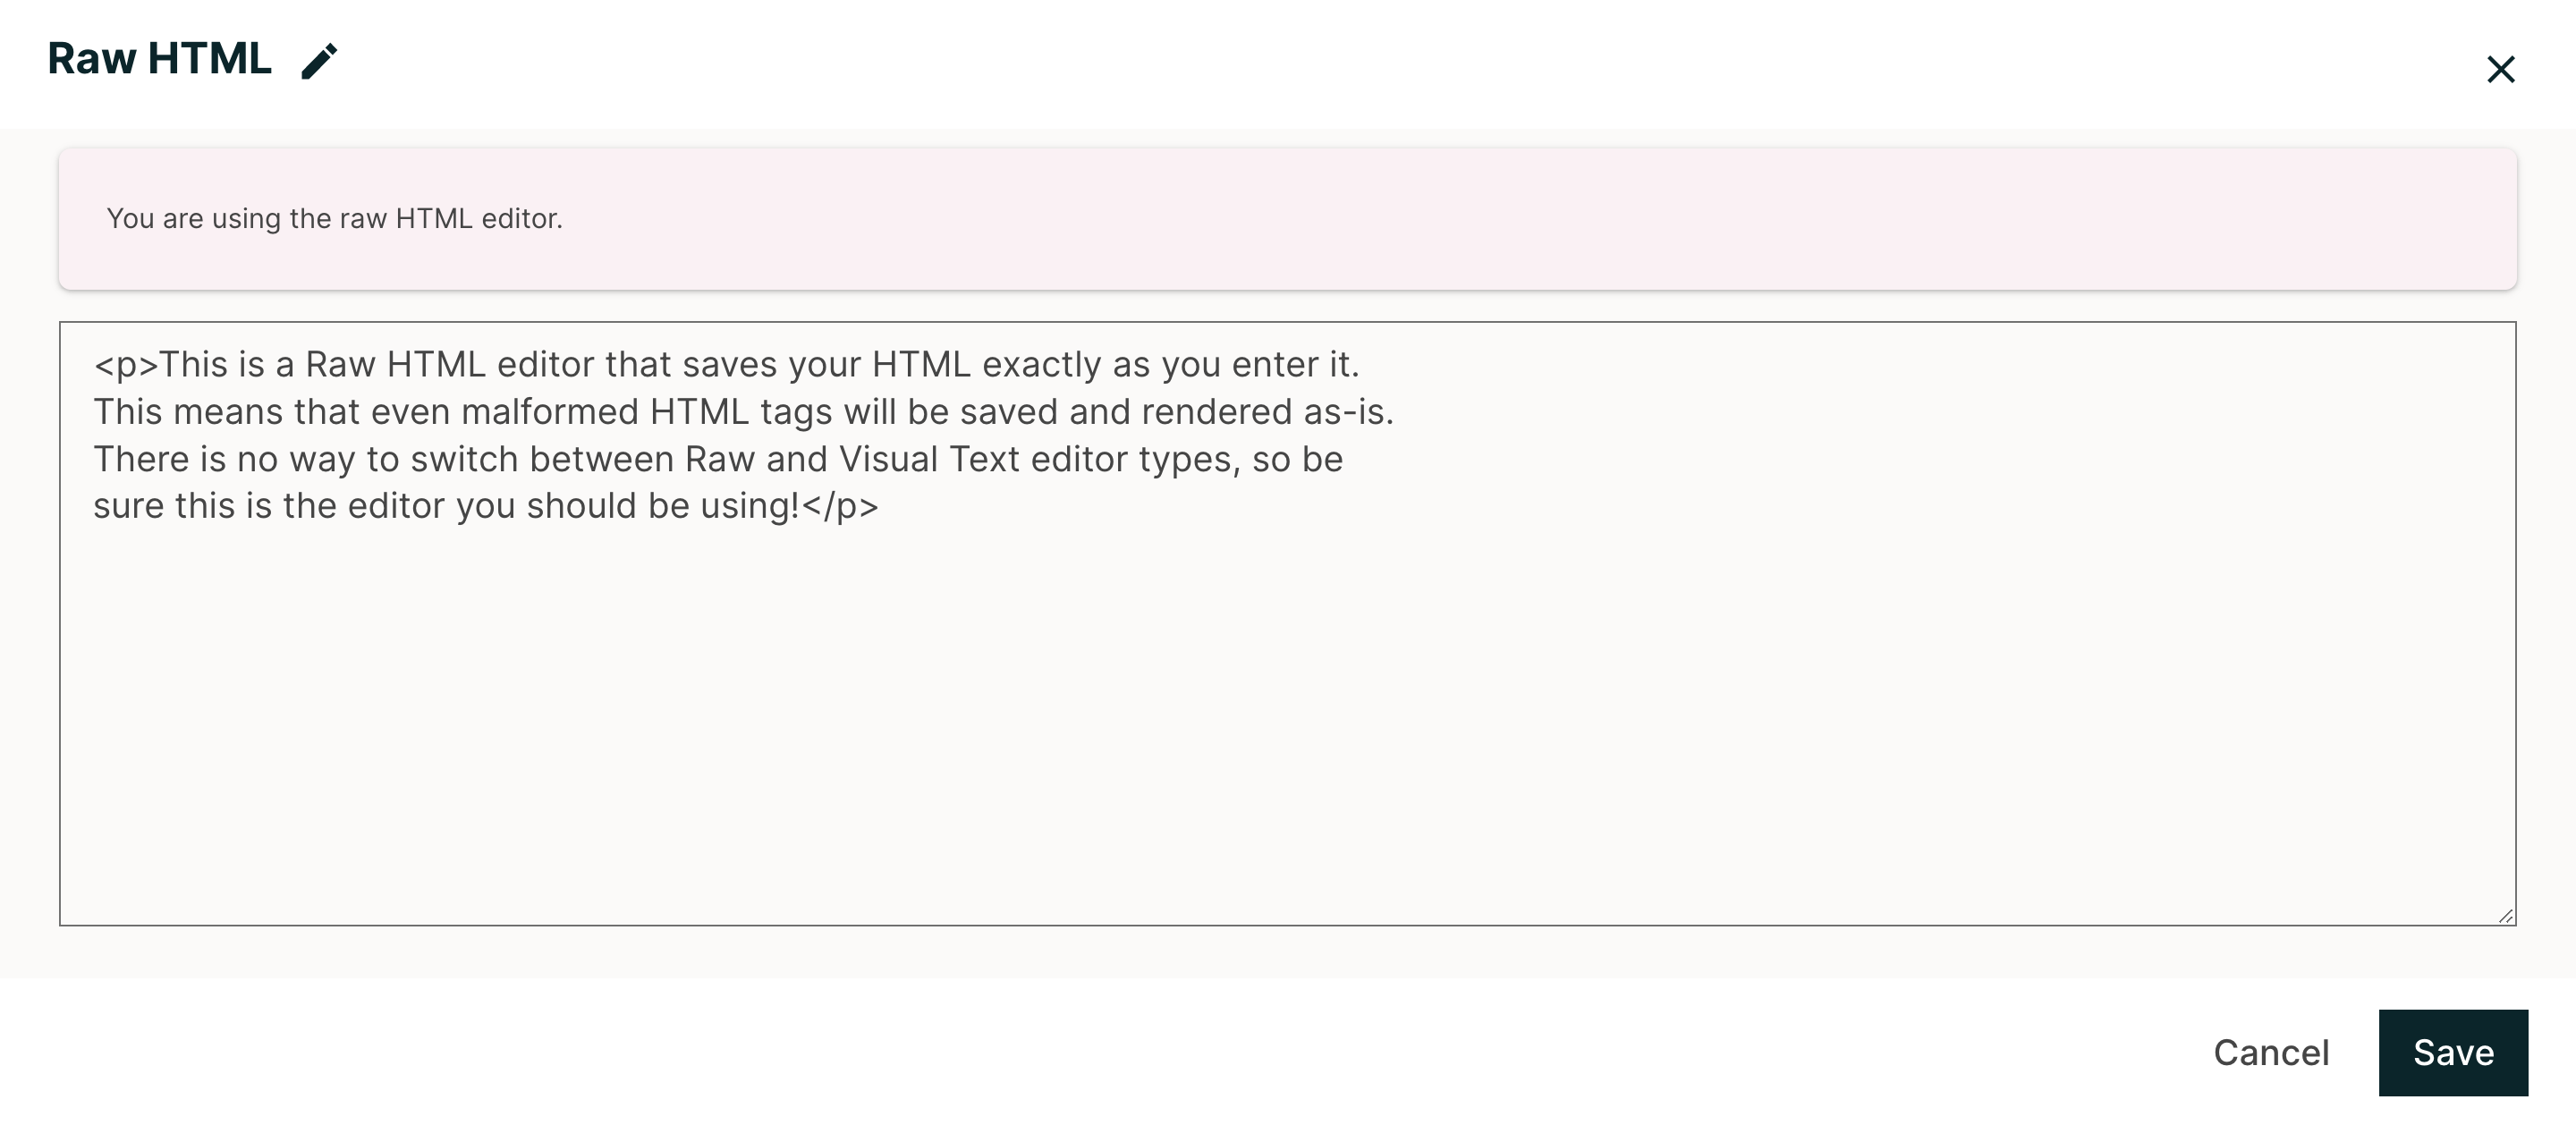 Raw HTML
You are using the raw HTML editor.
<p>This is a Raw HTML editor that saves your HTML exactly as you enter it.
This means that even malformed HTML tags will be saved and rendered as-is.
There is no way to switch between Raw and Visual Text editor types, so be
sure this is the editor you should be using!</p>
Cancel
Save